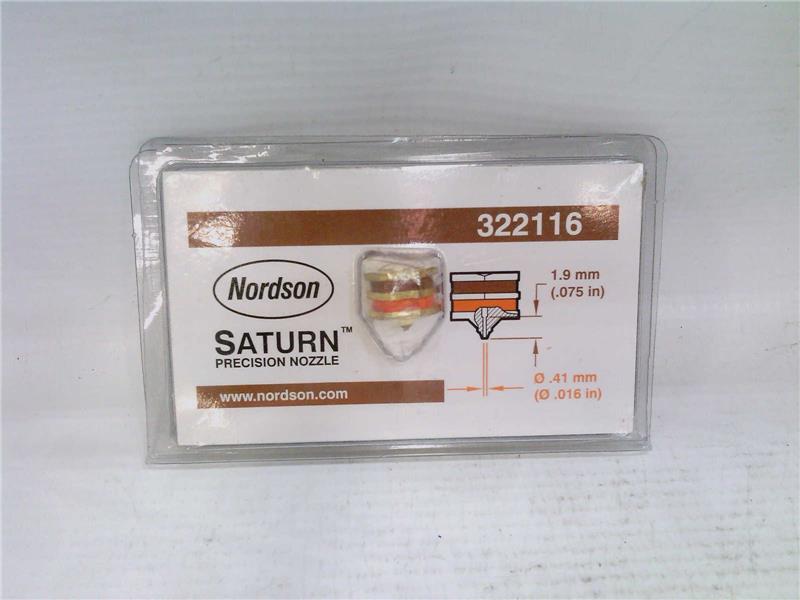 322116
Nordson
SATURN™
PRECISION NOZZLE
www.nordson.com
1.9 mm
(.075 in)
Ø .41 mm
(Ø .016 in)